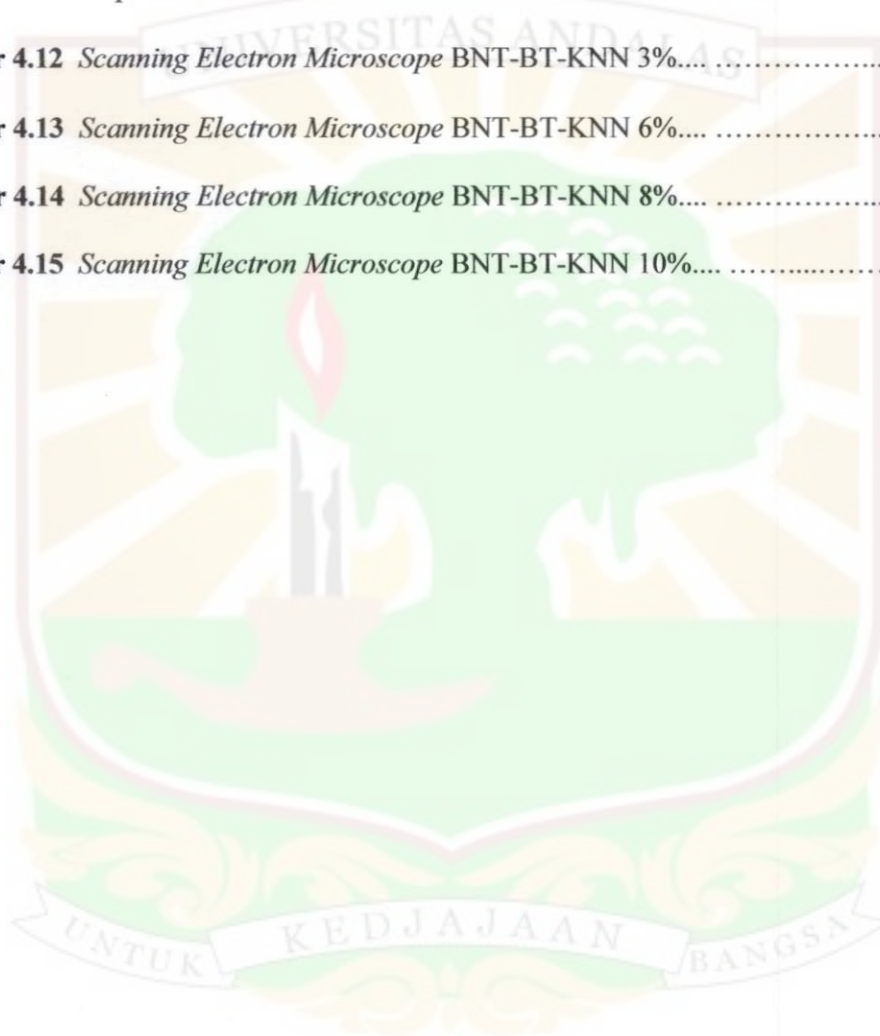 UNIVERSITAS ANDALAS
r 4.12 Scanning Electron Microscope BNT-BT-KNN 3%.... ..................
r 4.13 Scanning Electron Microscope BNT-BT-KNN 6%.... ..................
r 4.14 Scanning Electron Microscope BNT-BT-KNN 8%.... ..................
r 4.15 Scanning Electron Microscope BNT-BT-KNN 10%.... ..................
UNTUK KEDJAJAAN BANGSA